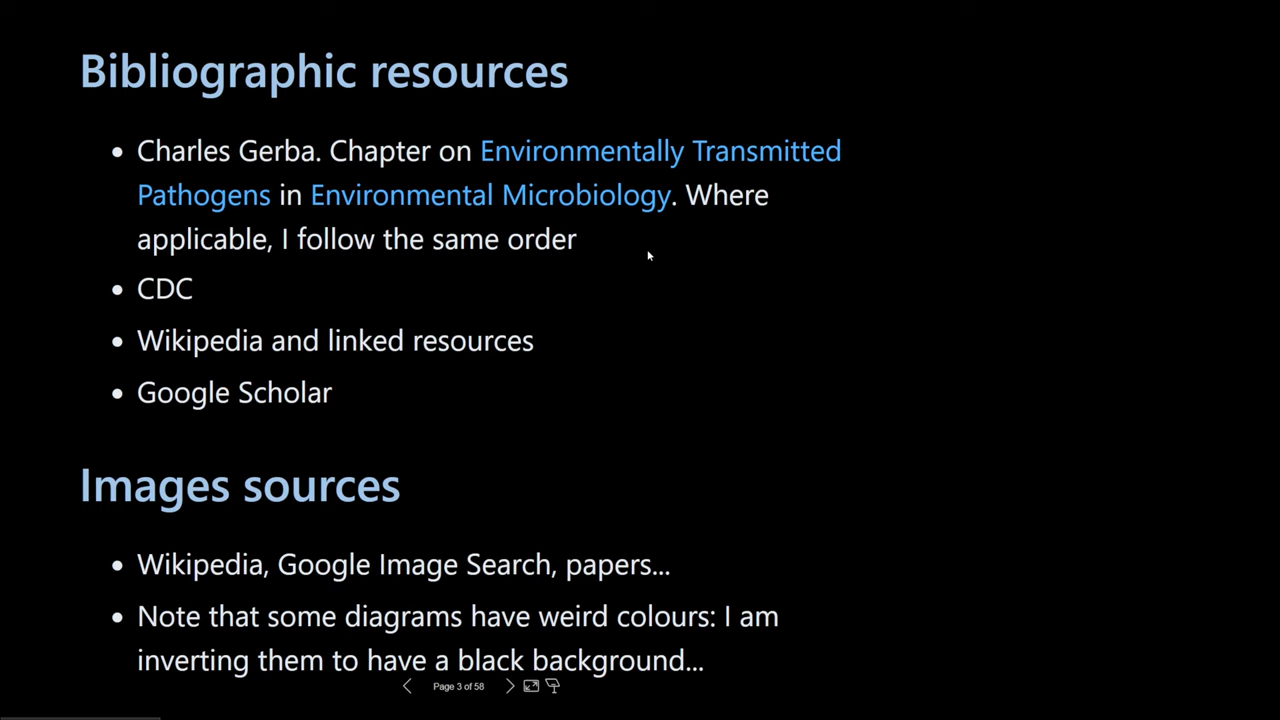 Bibliographic resources
• Charles Gerba. Chapter on Environmentally Transmitted
Pathogens in Environmental Microbiology. Where
applicable, I follow the same order
• CDC
• Wikipedia and linked resources
• Google Scholar
Images sources
• Wikipedia, Google Image Search, papers...
• Note that some diagrams have weird colours: I am
inverting them to have a black background...
Page 3 of 58